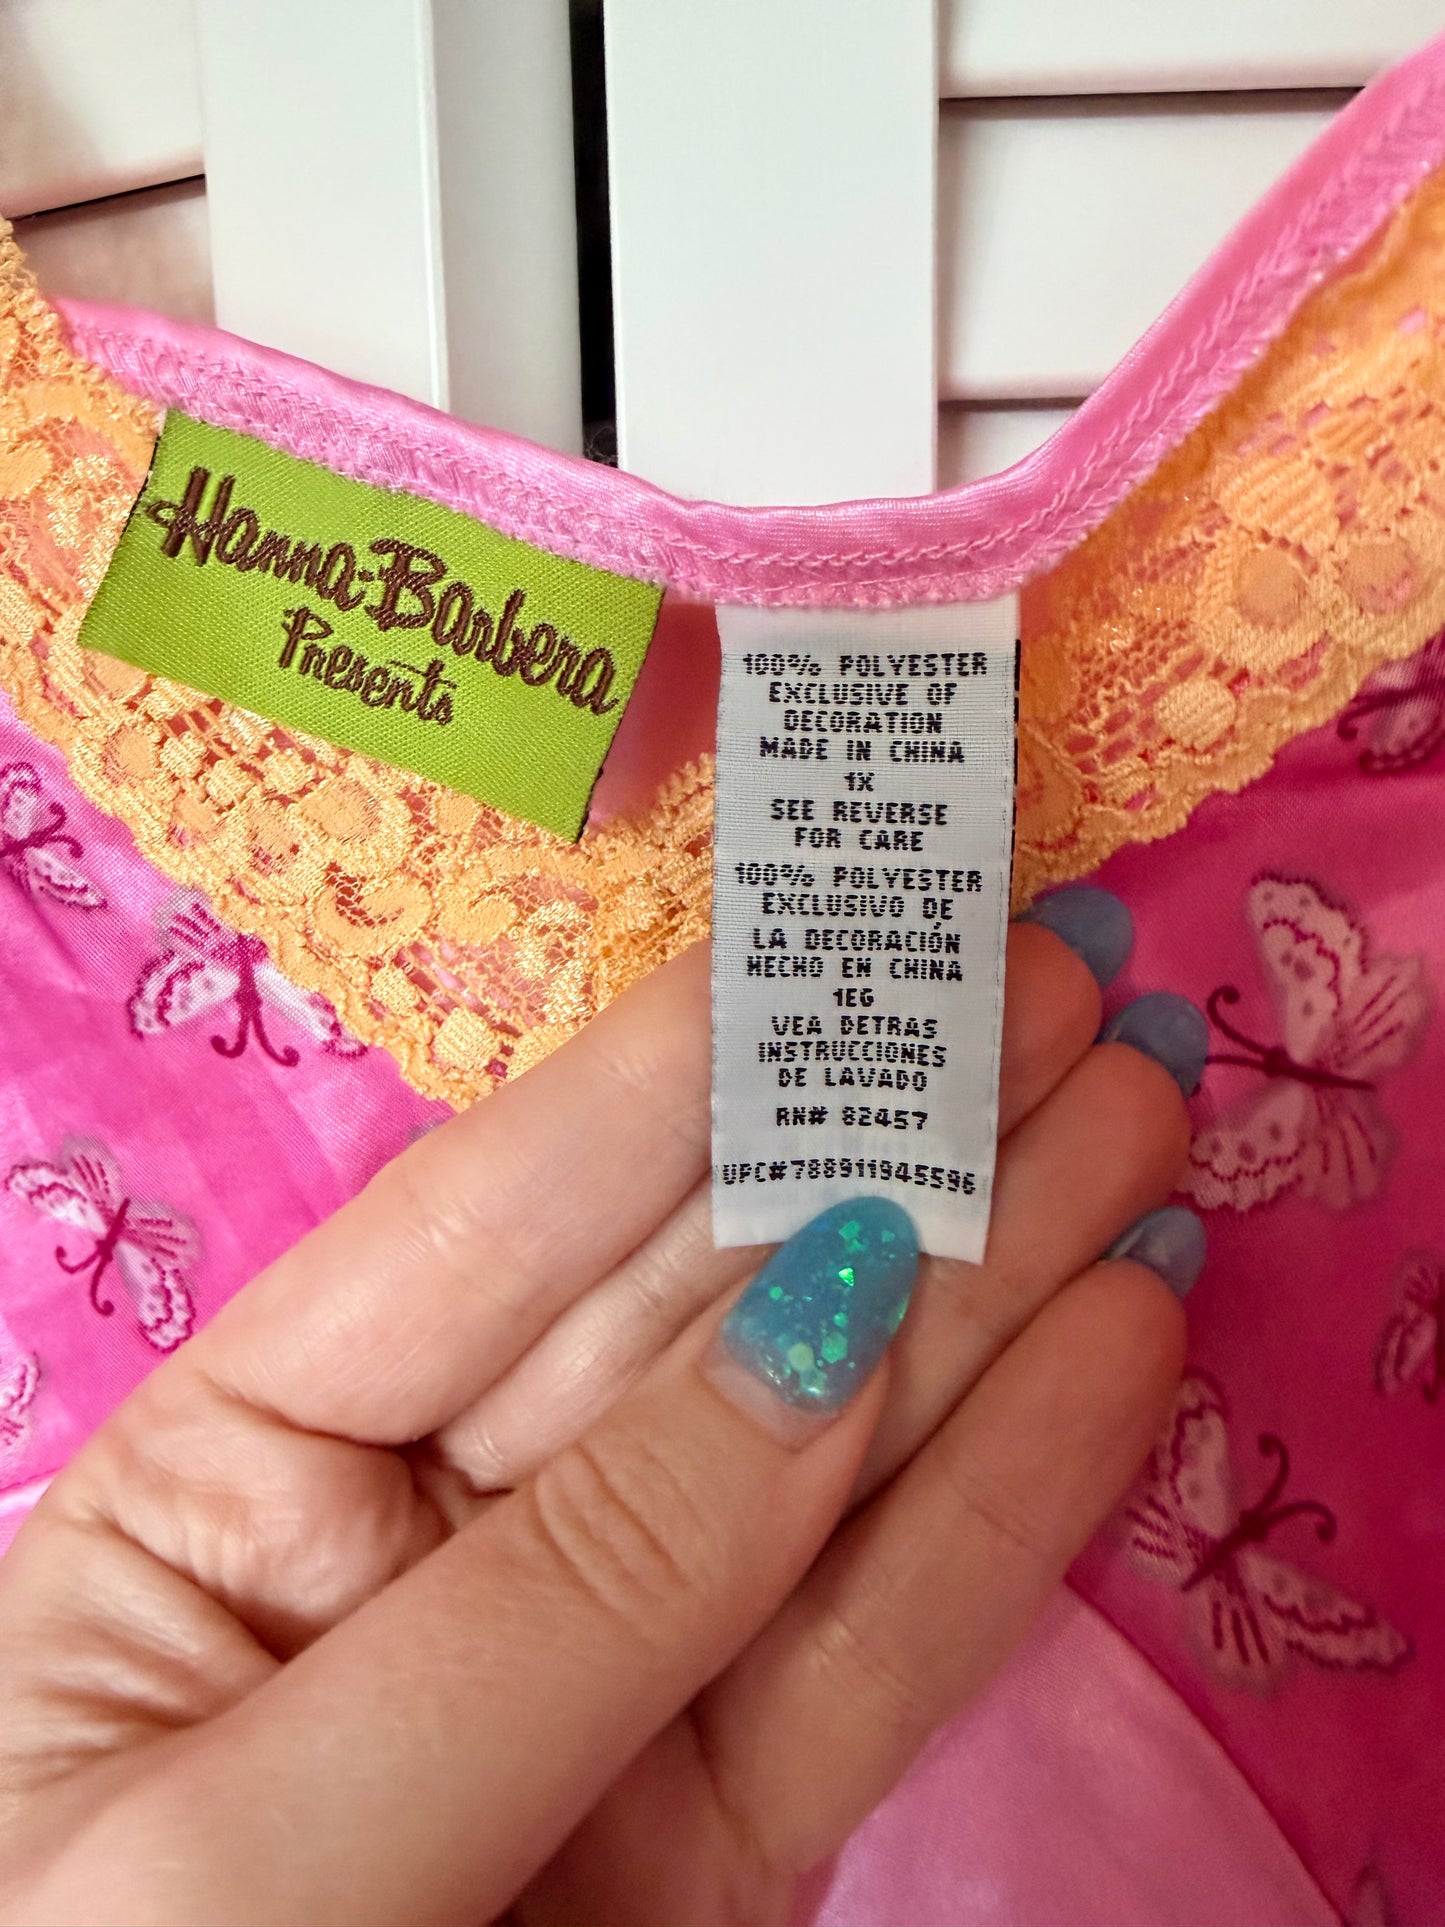 Hanna-Barbera
Presents
100% POLYESTER
EXCLUSIVE OF
DECORATION
MADE IN CHINA
1X
SEE REVERSE
FOR CARE
100% POLYESTER
EXCLUSIVO DE
LA DECORACIÓN
HECHO EN CHINA
1EG
VEA DETRAS
INSTRUCCIONES
DE LAVADO
RN# 82457
UPC#788911945596